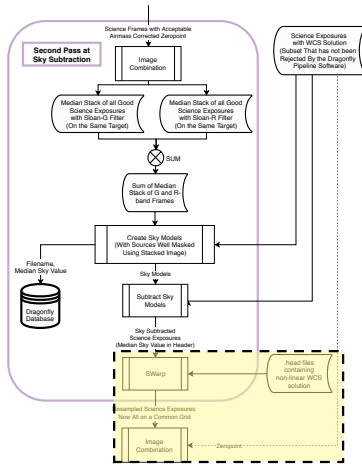 Science Frames with Acceptable
Airmass Corrected Zeropoint
Second Pass at
Sky Subtraction
Image
Combination
Science Exposures
with WCS Solution
(Subset That has not been
Rejected By the Dragonfly
Pipeline Software)
Median Stack of all Good
Science Exposures
with Sloan-G Filter
(On the Same Target)
Median Stack of all Good
Science Exposures
with Sloan-R Filter
(On the Same Target)
SUM
Sum of Median
Stack of G and R-
band Frames
Create Sky Models
(With Sources Well Masked
Using Stacked Image)
Filename,
Median Sky Value
Sky Models
Dragonfly
Database
Subtract Sky
Models
Sky Subtracted
Science Exposures
(Median Sky Value in Header)
SWarp
.head files
containing
non-linear WCS
solution
Resampled Science Exposures
Now All on a Common Grid
Image
Combination
Zeropoint